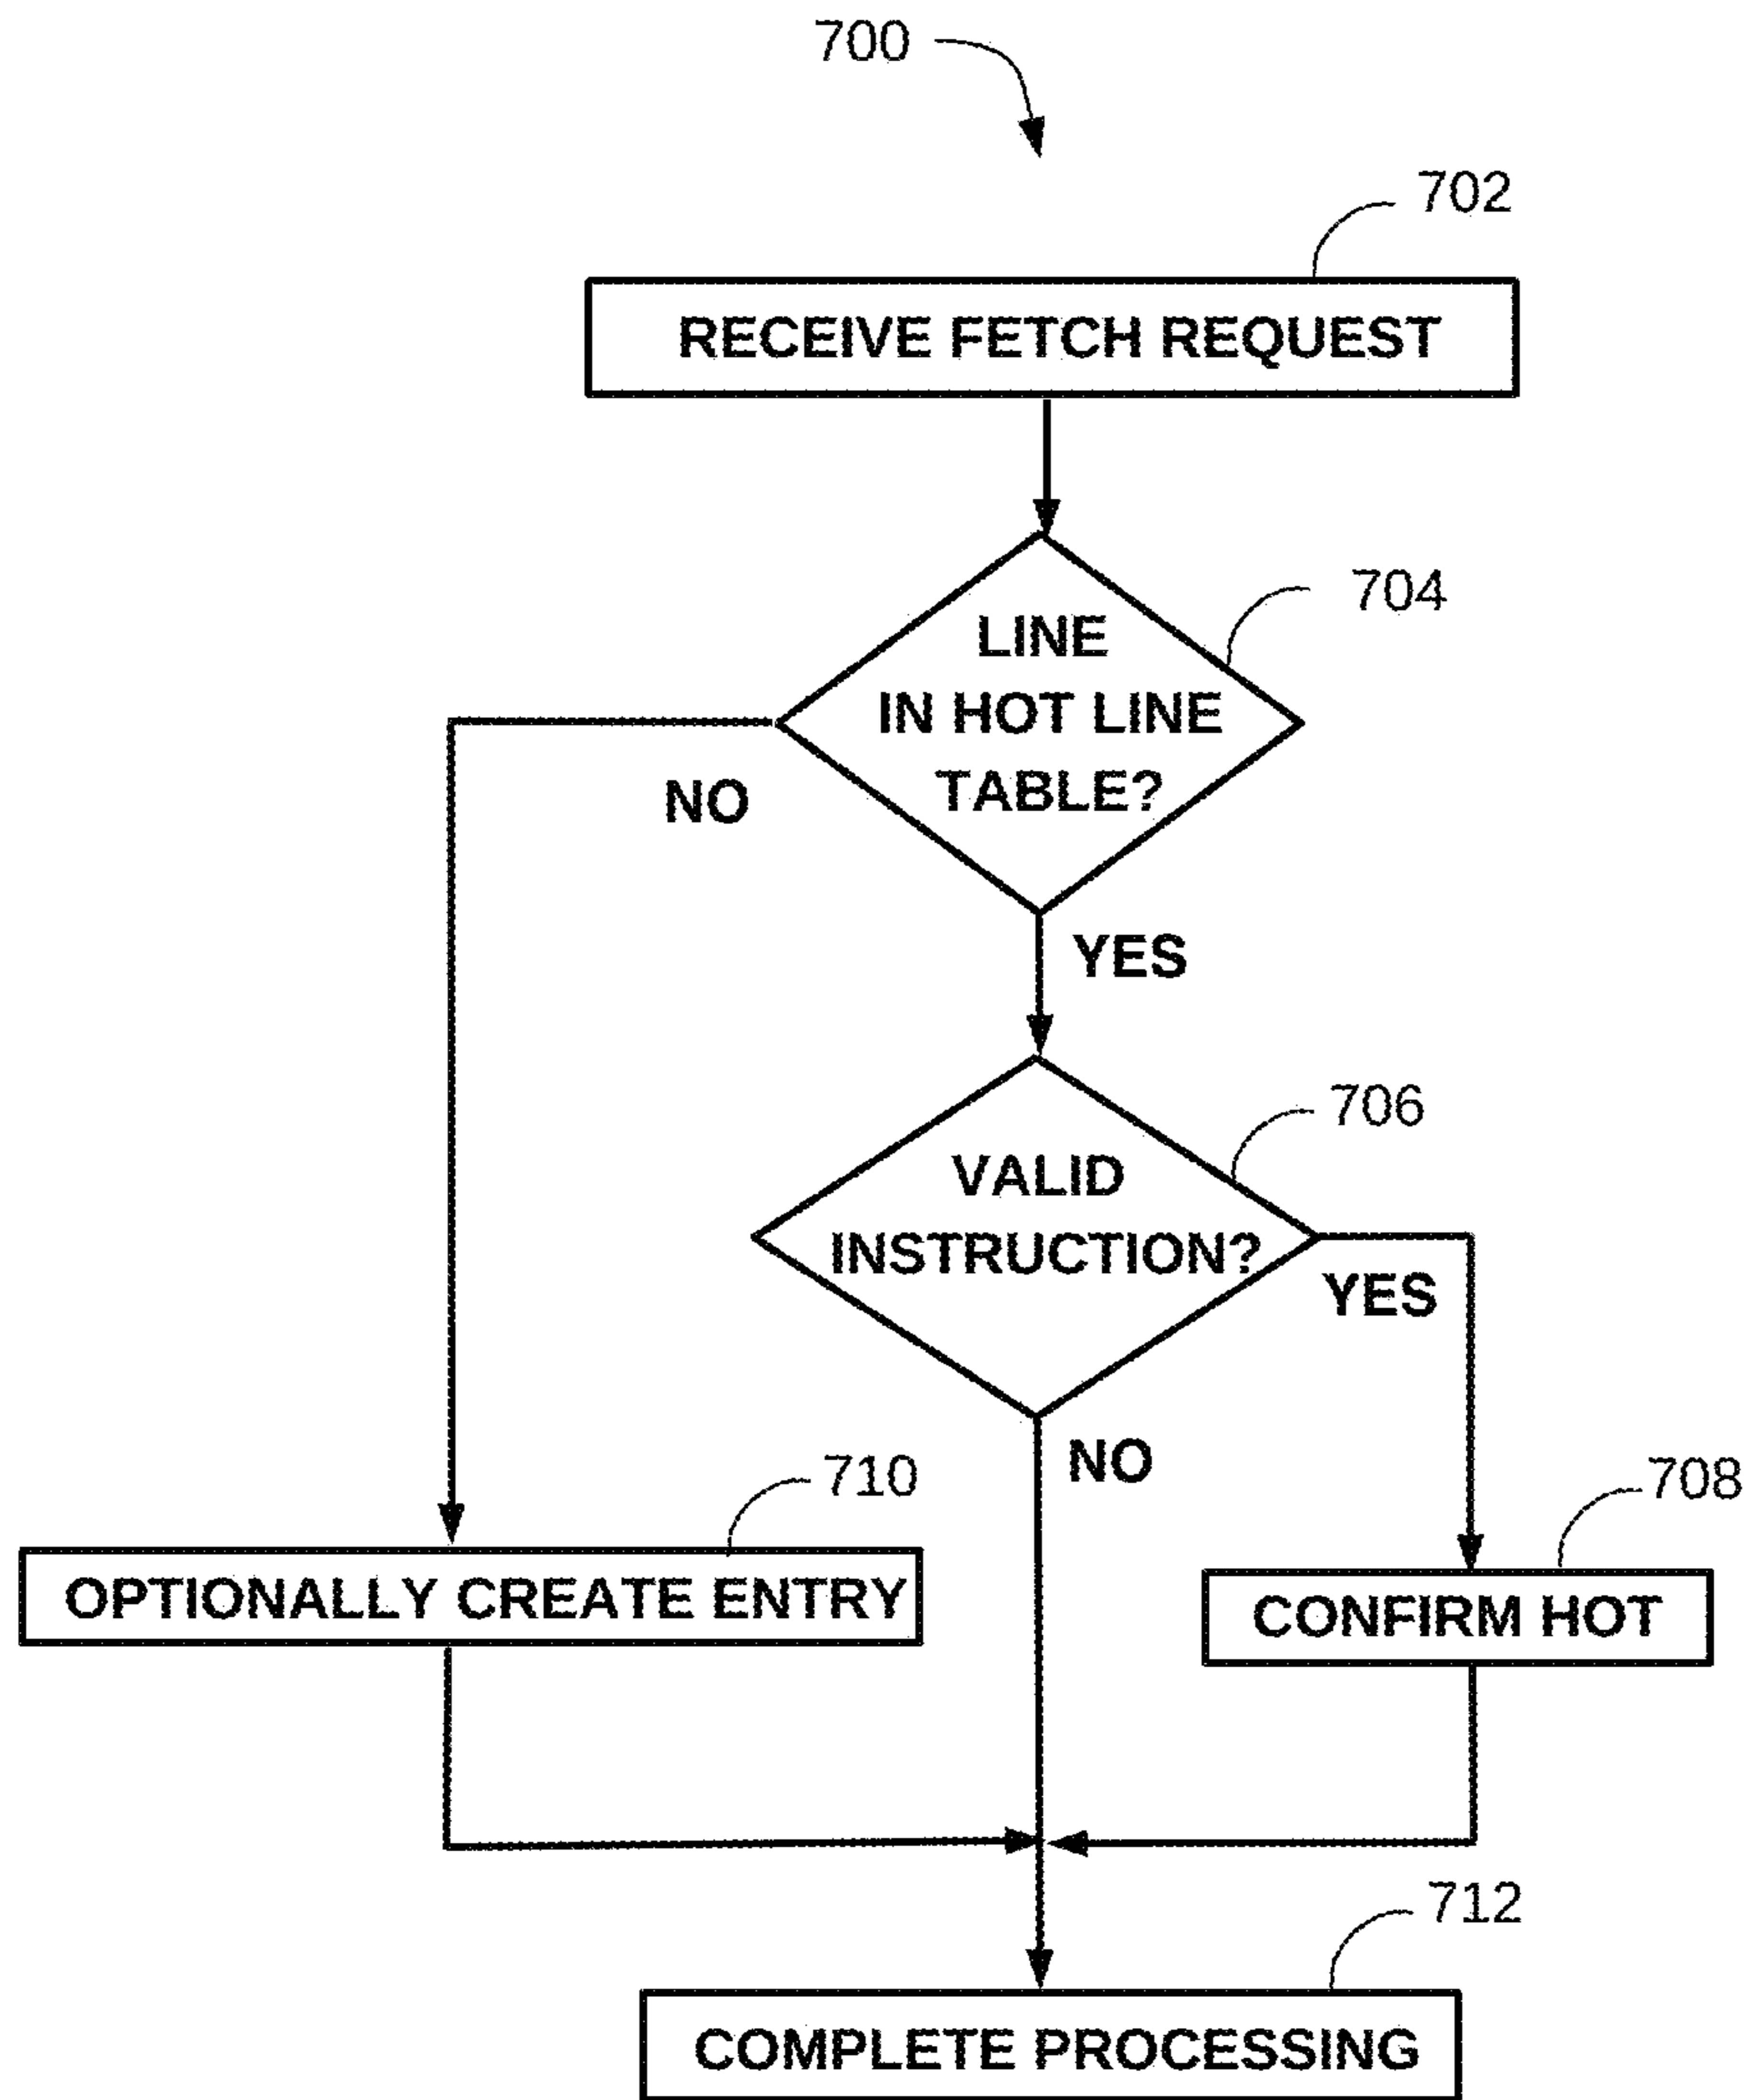 700
702
RECEIVE FETCH REQUEST
704
LINE
IN HOT LINE
TABLE?
NO
YES
706
VALID
INSTRUCTION?
YES
NO
710
708
OPTIONALLY CREATE ENTRY
CONFIRM HOT
712
COMPLETE PROCESSING